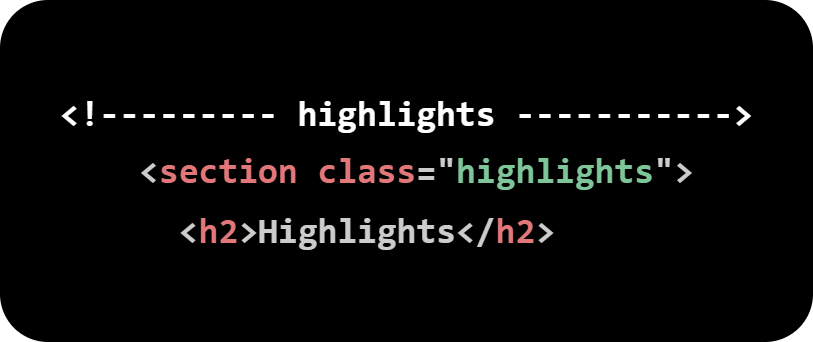 <!--------- highlights ----------->
<section class="highlights">
<h2>Highlights</h2>